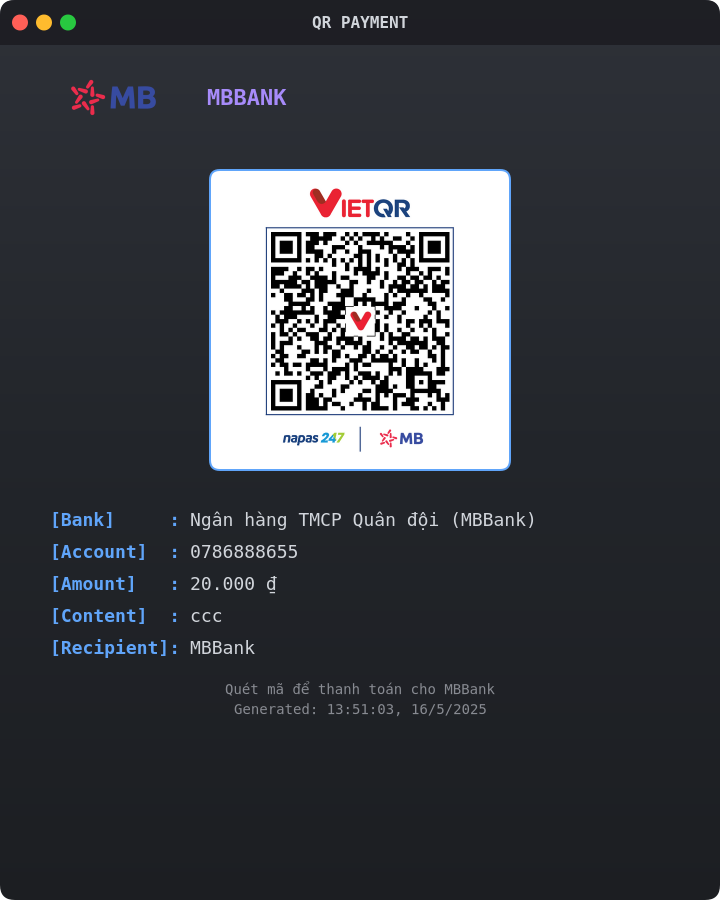 QR PAYMENT
MB MBBANK
VIETQR
napas 247 MB
[Bank] : Ngân hàng TMCP Quân đội (MBBank)
[Account] : 0786888655
[Amount] : 20.000 ₫
[Content] : ccc
[Recipient]: MBBank
Quét mã để thanh toán cho MBBank
Generated: 13:51:03, 16/5/2025